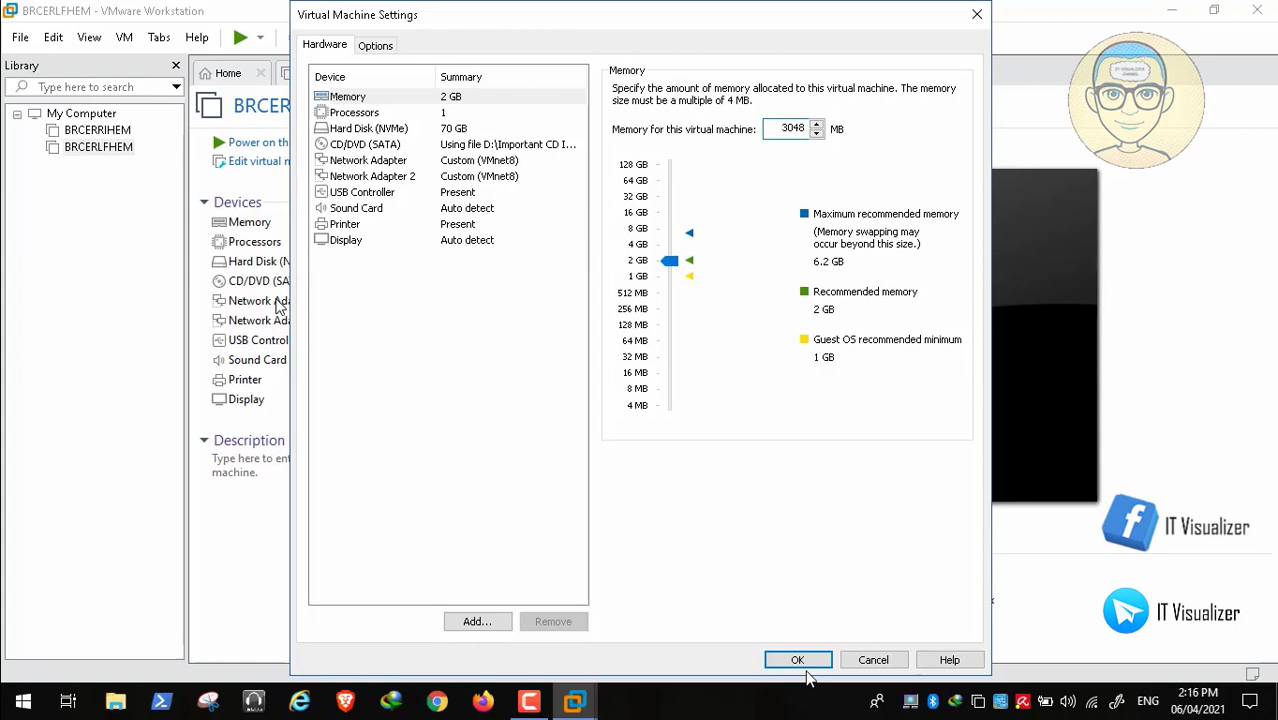 BRCERLFHEM - VMware Workstation
File Edit View VM Tabs Help
Library
Type here to search
My Computer
BRCERRIHEM
BRCERLFHEM
Home
Power on th
Edit virtual n
Devices
Memory
Processors
Hard Disk (N
CD/DVD (SA
Network Ada
Network Ada
USB Control
Sound Card
Printer
Display
Description
Type here to ent
machine.
Virtual Machine Settings
Hardware
Options
Device Summary
Memory 2 GB
Processors 1
Hard Disk (NVMe) 70 GB
CD/DVD (SATA) Using file D:\Important CD I...
Network Adapter Custom (VMnet8)
Network Adapter 2 Custom (VMnet8)
USB Controller Present
Sound Card Auto detect
Printer Present
Display Auto detect
Add...
Remove
Memory
Specify the amount of memory allocated to this virtual machine. The memory
size must be a multiple of 4 MB.
Memory for this virtual machine: 3048 MB
128 GB
64 GB
32 GB
16 GB
8 GB
4 GB
2 GB
1 GB
512 MB
256 MB
128 MB
64 MB
32 MB
16 MB
8 MB
4 MB
Maximum recommended memory
(Memory swapping may
occur beyond this size.)
6.2 GB
Recommended memory
2 GB
Guest OS recommended minimum
1 GB
OK
Cancel
Help
IT VISUALIZER
CHANNEL
IT Visualizer
IT Visualizer
ENG
2:16 PM
06/04/2021